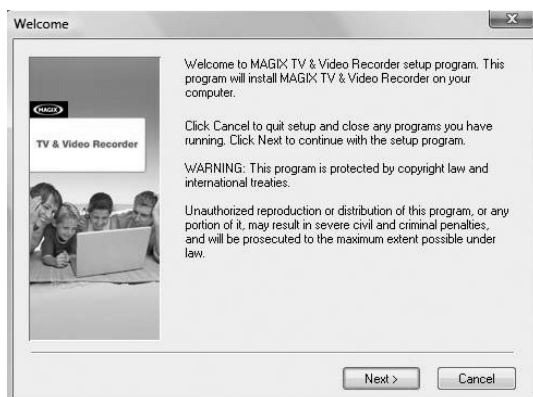 Welcome
X
MAGIX
TV & Video Recorder
Welcome to MAGIX TV & Video Recorder setup program. This
program will install MAGIX TV & Video Recorder on your
computer.
Click Cancel to quit setup and close any programs you have
running. Click Next to continue with the setup program.
WARNING: This program is protected by copyright law and
international treaties.
Unauthorized reproduction or distribution of this program, or any
portion of it, may result in severe civil and criminal penalties,
and will be prosecuted to the maximum extent possible under
law.
Next >
Cancel